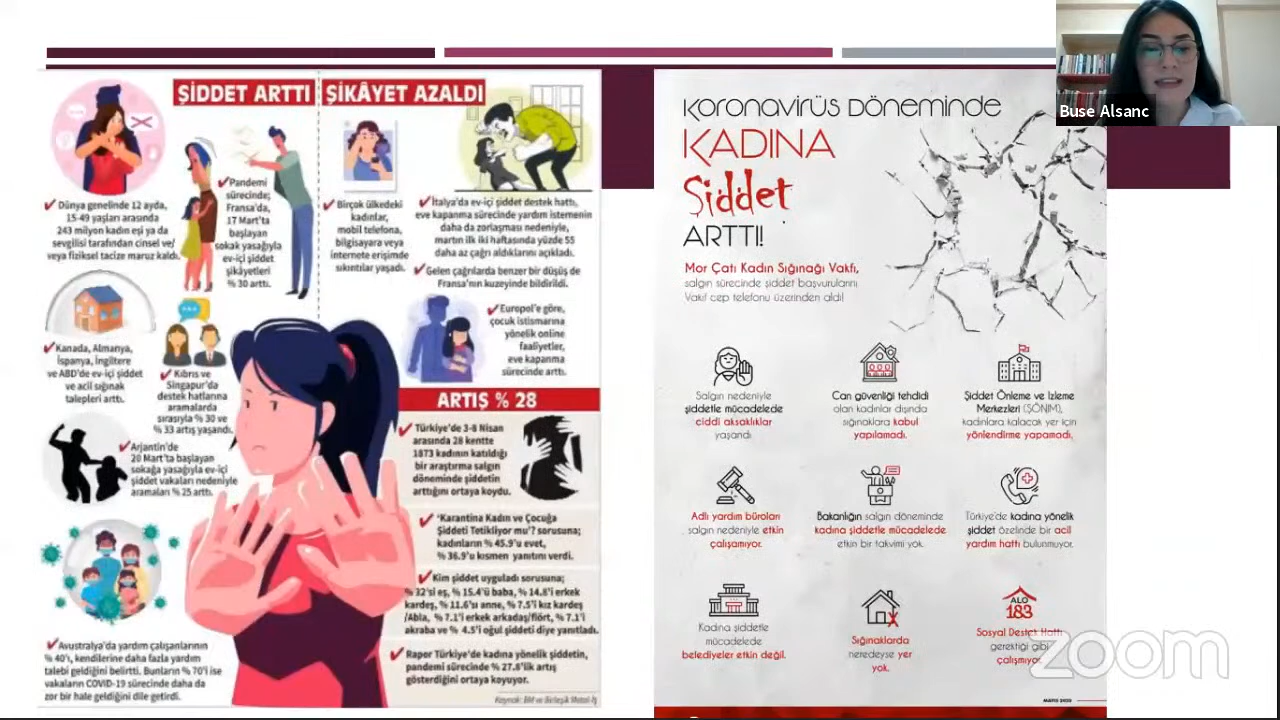 ŞİDDET ARTTI
ŞİKÂYET AZALDI
Dünya genelinde 12 ayda,
15-49 yaşları arasında
243 milyon kadın eşi ya da
sevgilisi tarafından cinsel ve/
veya fiziksel tacize maruz kaldı.
Pandemi
sürecinde;
Fransa'da,
17 Mart'ta
başlayan
sokak yasağıyla
ev-içi şiddet
şikâyetleri
% 30 arttı.
Birçok ülkedeki
kadınlar,
mobil telefona,
bilgisayara veya
internete erişimde
sıkıntılar yaşadı.
İtalya'da ev-içi şiddet destek hattı,
eve kapanma sürecinde yardım istemenin
daha da zorlaşması nedeniyle,
martın ilk iki haftasında yüzde 55
daha az çağrı aldıklarını açıkladı.
Gelen çağrılarda benzer bir düşüş de
Fransa'nın kuzeyinde bildirildi.
Europol'e göre,
çocuk istismarına
yönelik online
faaliyetler,
eve kapanma
sürecinde arttı.
Kanada, Almanya,
İspanya, İngiltere
ve ABD'de ev-içi şiddet
ve acil sığınak
talepleri arttı.
Kıbrıs ve
Singapur'da
destek hatlarına
aramalarda
sırasıyla % 30 ve
% 33 artış yaşandı.
Arjantin'de
20 Mart'ta başlayan
sokağa yasağıyla ev-içi
şiddet vakaları nedeniyle
aramaları % 25 arttı.
Avustralya'da yardım çalışanlarının
% 40'ı, kendilerine daha fazla yardım
talebi geldiğini belirtti. Bunların % 70'i ise
vakaların COVID-19 sürecinde daha da
zor bir hale geldiğini dile getirdi.
ARTIŞ % 28
Türkiye'de 3-8 Nisan
arasında 28 kentte
1873 kadının katıldığı
bir araştırma salgın
döneminde şiddetin
arttığını ortaya koydu.
'Karantina Kadın ve Çocuğa
Şiddeti Tetikliyor mu'? sorusuna;
kadınların % 45.9'u evet,
% 36.9'u kısmen yanıtını verdi.
Kim şiddet uyguladı sorusuna;
% 32'si eş, % 15.4'ü baba, % 14.8'i erkek
kardeş, % 11.6'sı anne, % 7.5'i kız kardeş
/Abla, % 7.1'i erkek arkadaş/flört, % 7.1'i
akraba ve % 4.5'i oğul şiddeti diye yanıtladı.
Rapor Türkiye'de kadına yönelik şiddetin,
pandemi sürecinde % 27.8'lik artış
gösterdiğini ortaya koyuyor.
Kaynak: BM ve Birleşik Metal-İş
KORONAVİRÜS DÖNEMİNDE
KADINA
Şiddet
ARTTI!
Mor Çatı Kadın Sığınağı Vakfı,
salgın sürecinde şiddet başvurularını
Vakıf cep telefonu üzerinden aldı!
Salgın nedeniyle
şiddetle mücadelede
ciddi aksaklıklar
yaşandı
Can güvenliği tehdidi
olan kadınlar dışında
sığınaklara kabul
yapılamadı.
Şiddet Önleme ve İzleme
Merkezleri (ŞÖNİM),
kadınlara kalacak yer için
yönlendirme yapamadı.
Adlı yardım büroları
salgın nedeniyle etkin
çalışamıyor.
Bakanlığın salgın döneminde
kadına şiddetle mücadelede
etkin bir takvimi yok.
Türkiye'de kadına yönelik
şiddet özelinde bir acil
yardım hattı bulunmuyor.
Kadına şiddetle
mücadelede
belediyeler etkin değil.
Sığınaklarda
neredeyse yer
yok.
ALO
183
Sosyal Destek Hattı
gerektiği gibi
çalışmıyor.
MAYIS 2020
Buse Alsanc
zoom